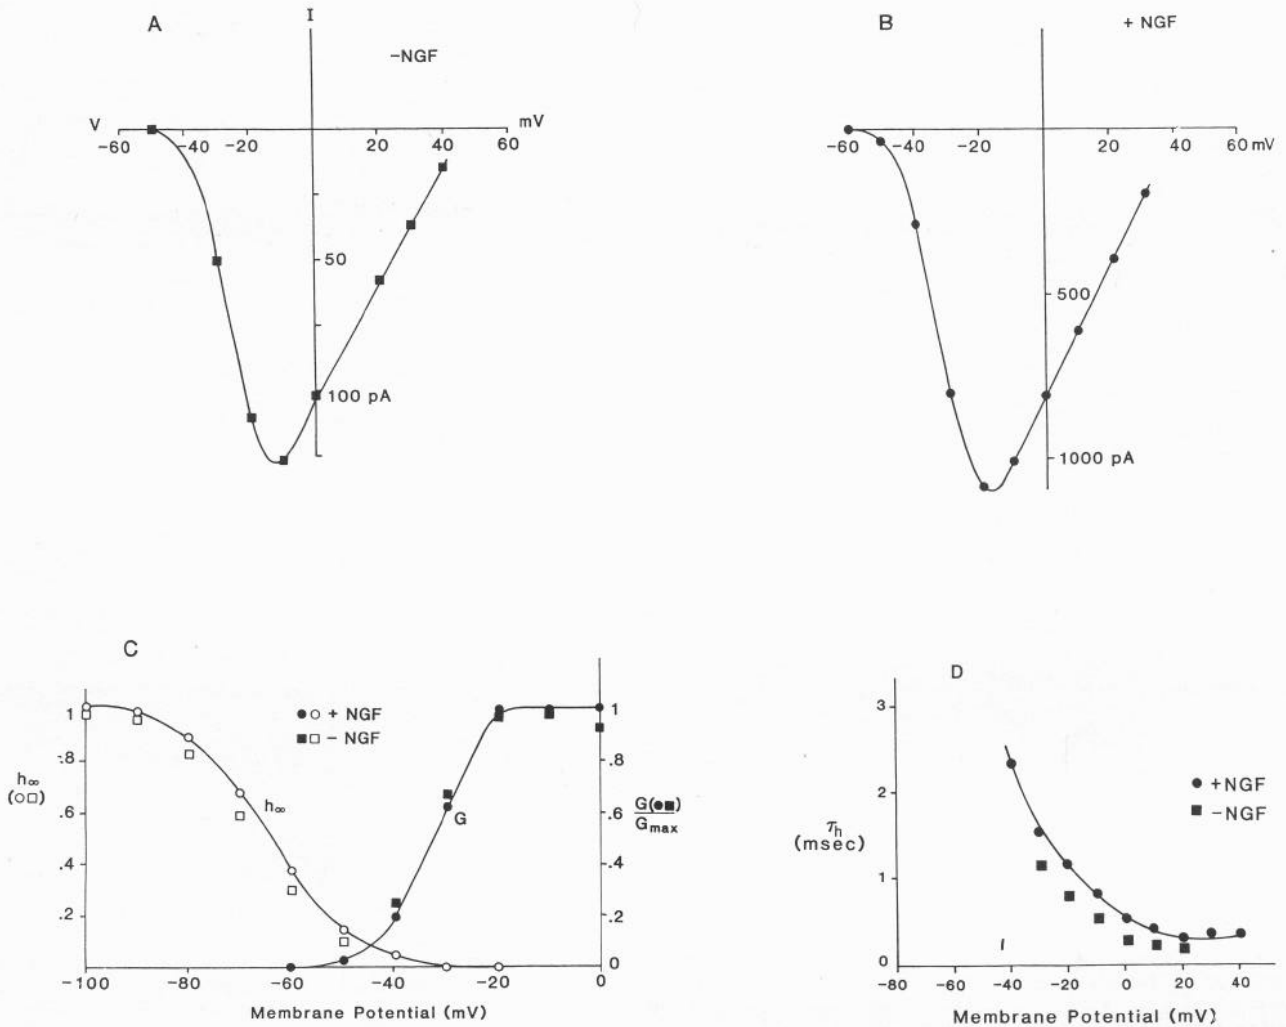 A
I
-NGF
V
mV
-60
-40
-20
20
40
60
50
100 pA
B
+ NGF
-60
-40
-20
20
40
60 mV
500
1000 pA
C
●○ + NGF
■□ - NGF
1
.8
.6
.4
.2
h∞
(○□)
h∞
G
1
.8
.6
.4
.2
0
G(●■)
Gmax
-100
-80
-60
-40
-20
0
Membrane Potential (mV)
D
3
2
1
0
τh
(msec)
● +NGF
■ -NGF
-80
-60
-40
-20
0
20
40
Membrane Potential (mV)